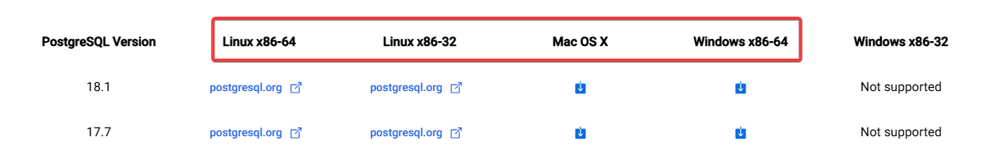 PostgreSQL Version Linux x86-64 Linux x86-32 Mac OS X Windows x86-64 Windows x86-32
18.1 postgresql.org postgresql.org Not supported
17.7 postgresql.org postgresql.org Not supported